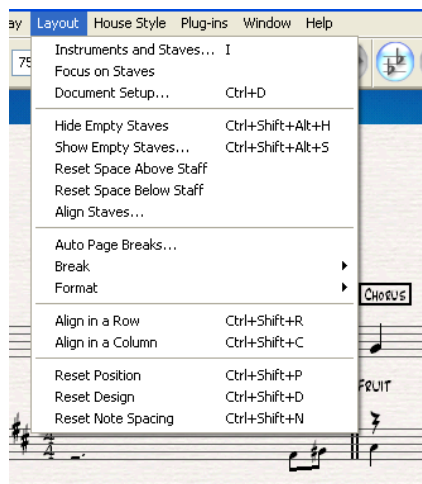 ay Layout House Style Plug-ins Window Help
75
Instruments and Staves... I
Focus on Staves
Document Setup... Ctrl+D
Hide Empty Staves Ctrl+Shift+Alt+H
Show Empty Staves... Ctrl+Shift+Alt+S
Reset Space Above Staff
Reset Space Below Staff
Align Staves...
Auto Page Breaks...
Break
Format
CHORUS
Align in a Row Ctrl+Shift+R
Align in a Column Ctrl+Shift+C
Reset Position Ctrl+Shift+P
FRUIT
Reset Design Ctrl+Shift+D
Reset Note Spacing Ctrl+Shift+N
4
4